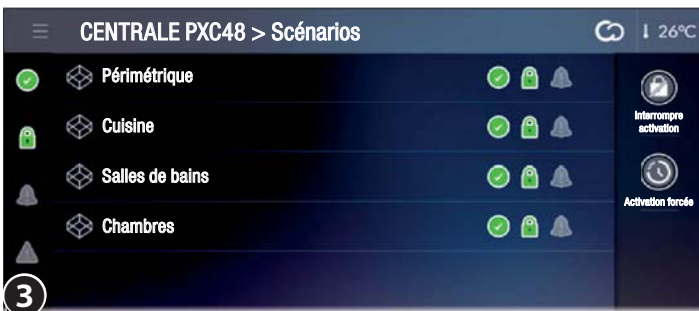 CENTRALE PXC48 > Scénarios
26°C
Périmétrique
Cuisine
Salles de bains
Chambres
Interrompre
activation
Activation forcée
3